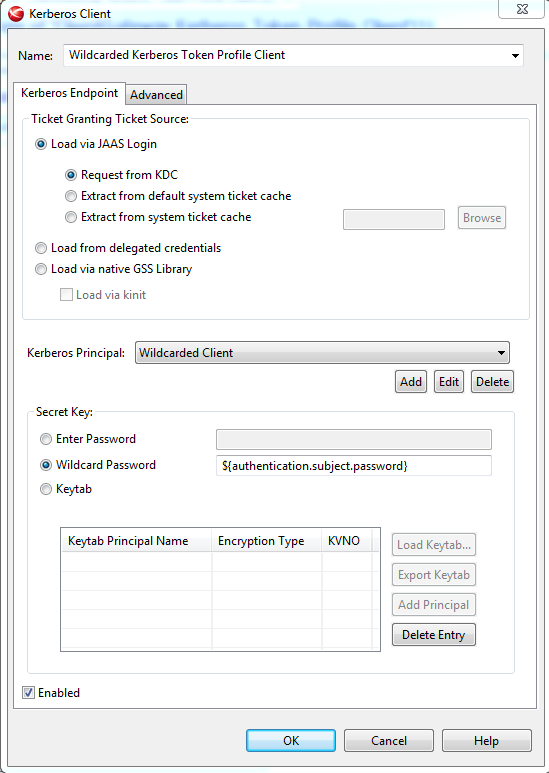 Kerberos Client
Name: Wildcarded Kerberos Token Profile Client
Kerberos Endpoint Advanced
Ticket Granting Ticket Source:
Load via JAAS Login
Request from KDC
Extract from default system ticket cache
Extract from system ticket cache Browse
Load from delegated credentials
Load via native GSS Library
Load via kinit
Kerberos Principal: Wildcarded Client
Add Edit Delete
Secret Key:
Enter Password
Wildcard Password ${authentication.subject.password}
Keytab
Keytab Principal Name Encryption Type KVNO
Load Keytab...
Export Keytab
Add Principal
Delete Entry
Enabled
OK Cancel Help